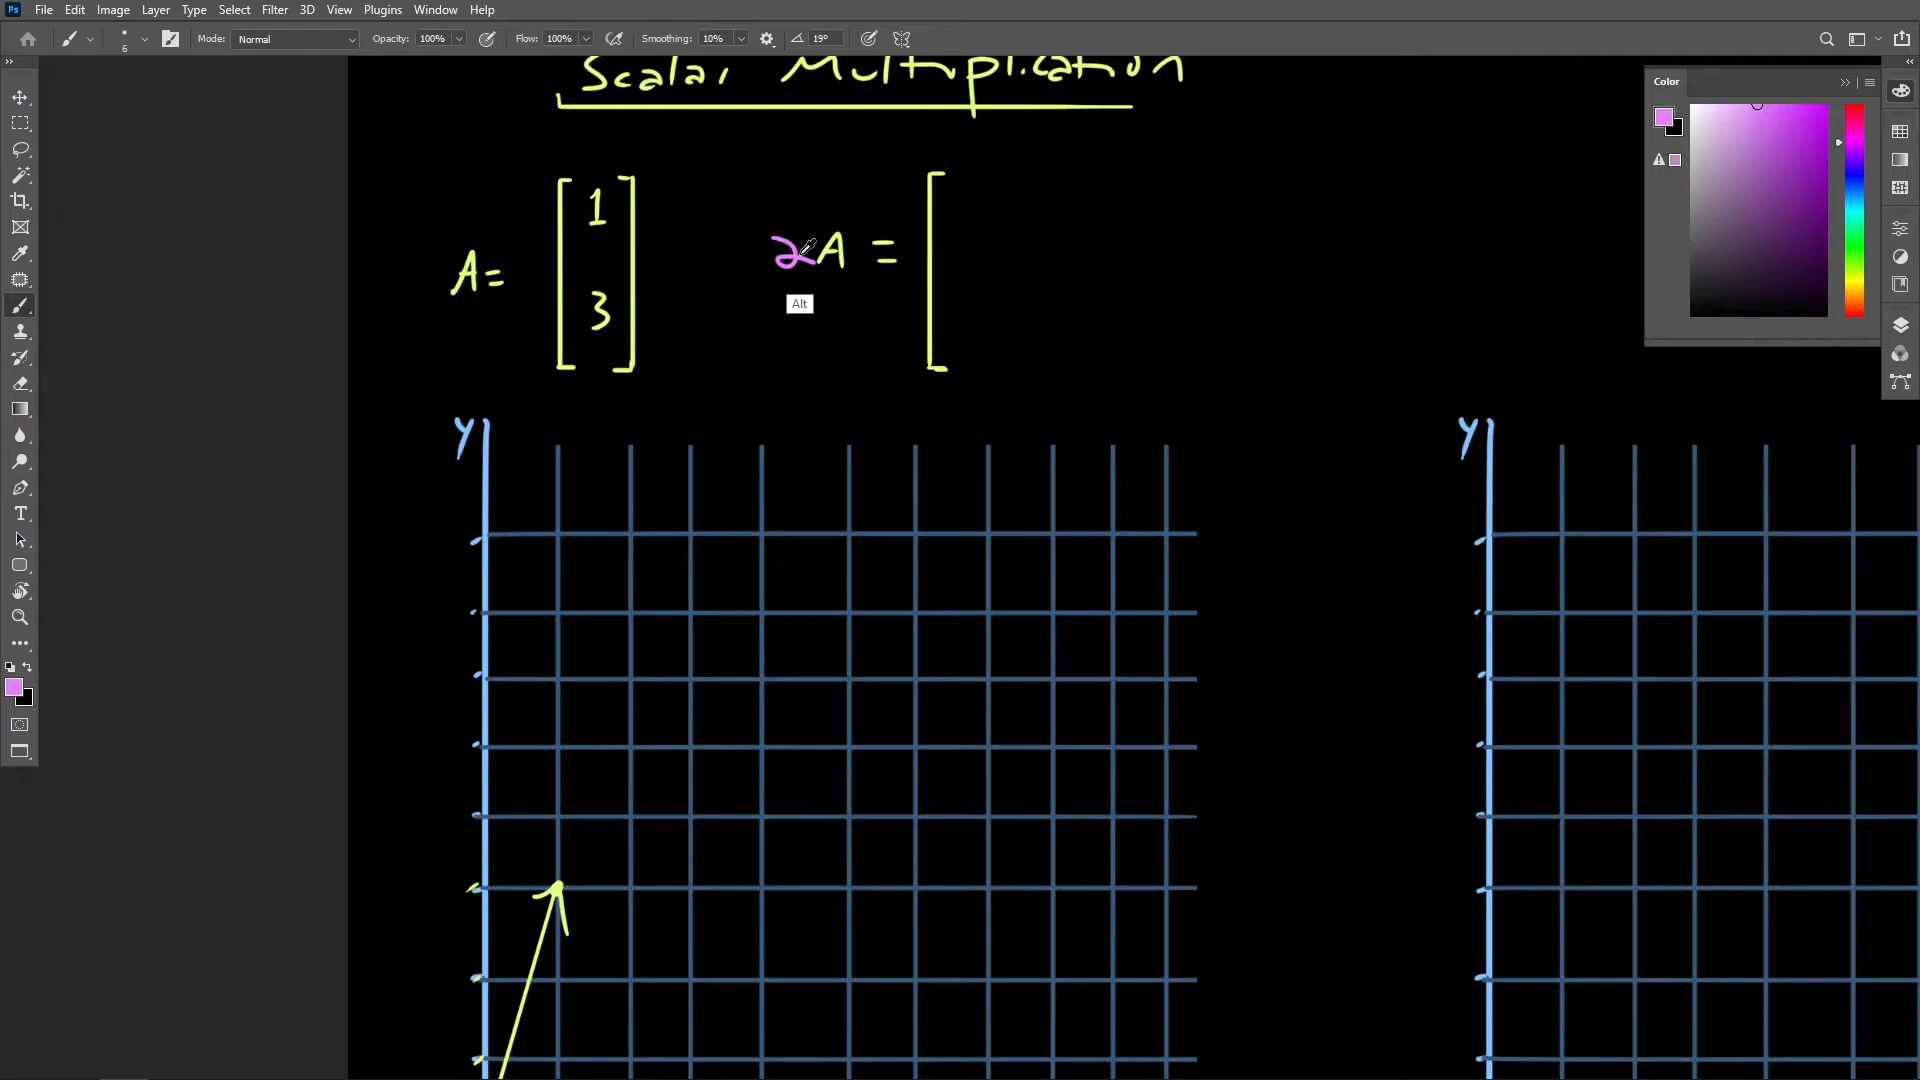 File Edit Image Layer Type Select Filter 3D View Plugins Window Help
6 Mode: Normal Opacity: 100% Flow: 100% Smoothing: 10% 19°
Color
Scalar Multiplication
A= [1 3] 2A = [
Alt
y y